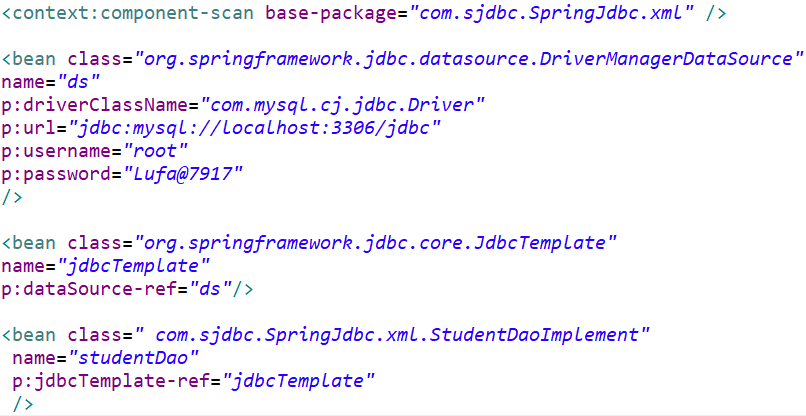 <context:component-scan base-package="com.sjdbc.SpringJdbc.xml" />
<bean class="org.springframework.jdbc.datasource.DriverManagerDataSource"
name="ds"
p:driverClassName="com.mysql.cj.jdbc.Driver"
p:url="jdbc:mysql://localhost:3306/jdbc"
p:username="root"
p:password="Lufa@7917"
/>
<bean class="org.springframework.jdbc.core.JdbcTemplate"
name="jdbcTemplate"
p:dataSource-ref="ds"/>
<bean class=" com.sjdbc.SpringJdbc.xml.StudentDaoImplement"
name="studentDao"
p:jdbcTemplate-ref="jdbcTemplate"
/>